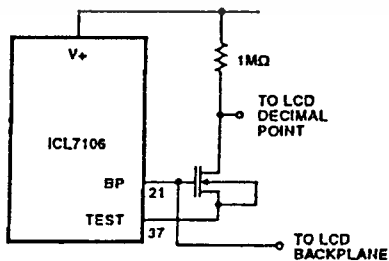 V+
1MΩ
TO LCD
DECIMAL
POINT
ICL7106
BP
21
TEST
37
TO LCD
BACKPLANE